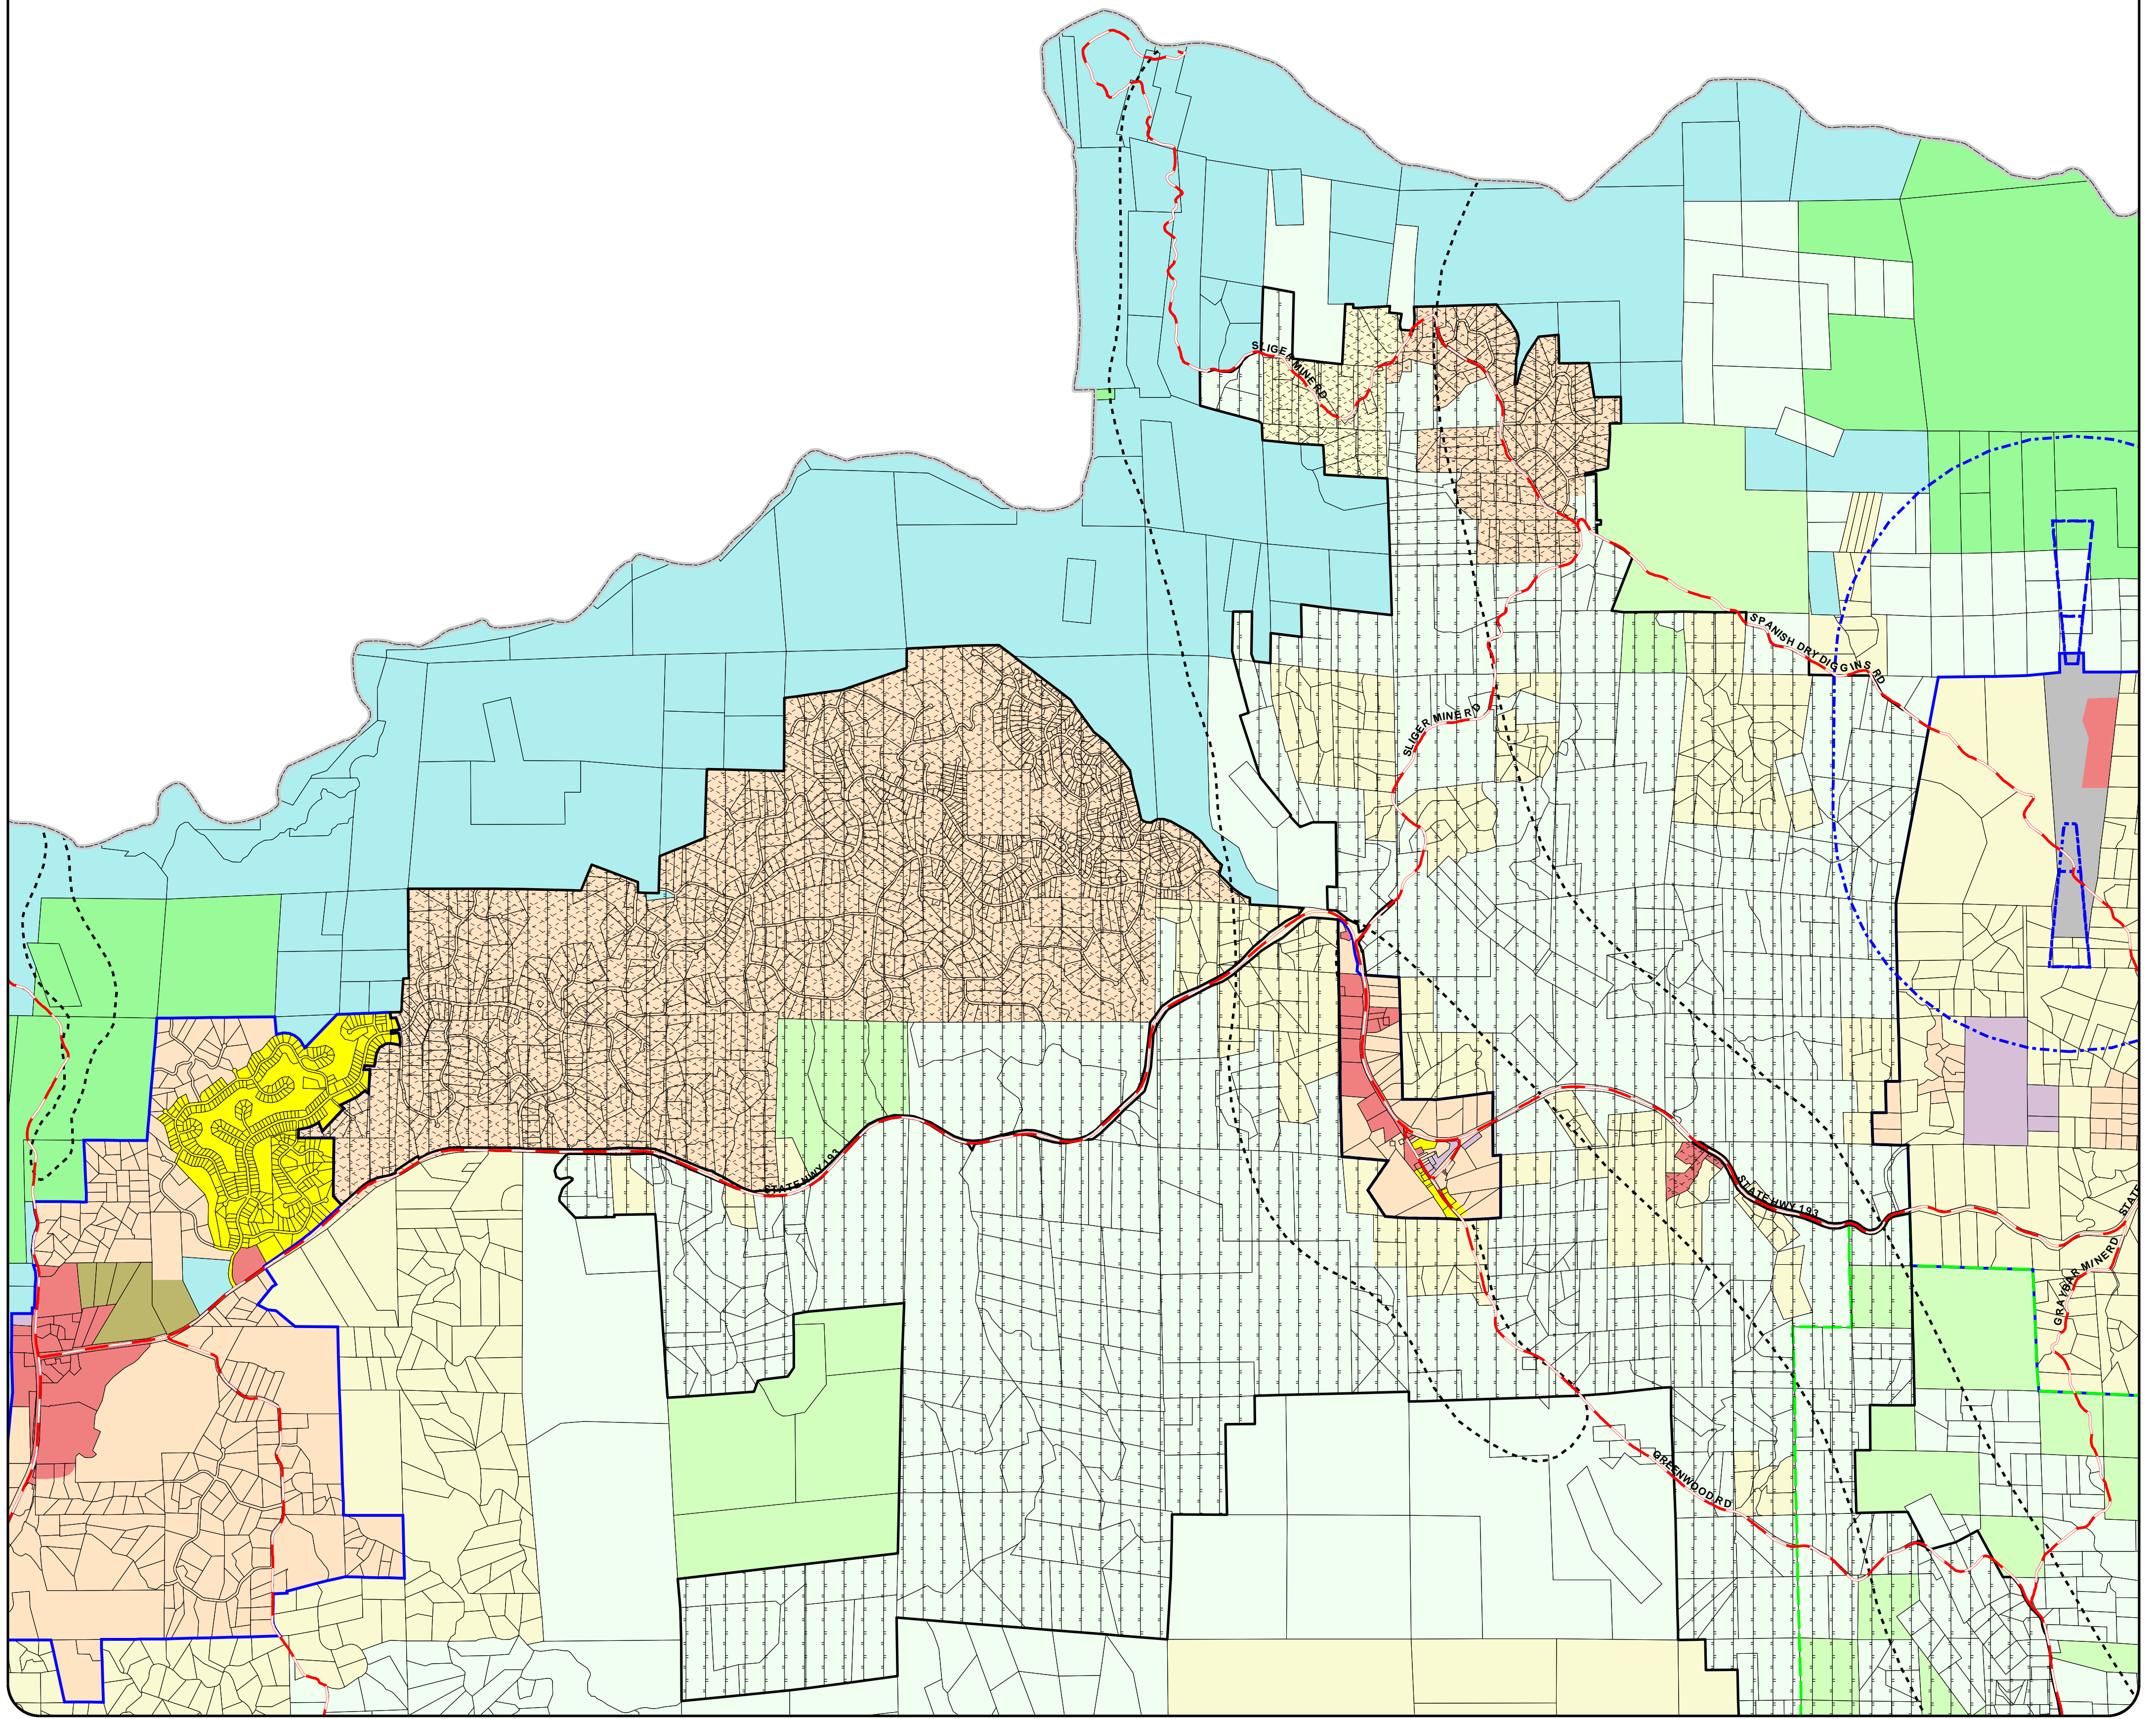 SLIGER MINE RD
SPANISH DRY DIGGINS RD
SLIGER MINE RD
STATE HWY 193
STATE HWY 193
STATE
GRAYBAR MINE RD
GREENWOOD RD